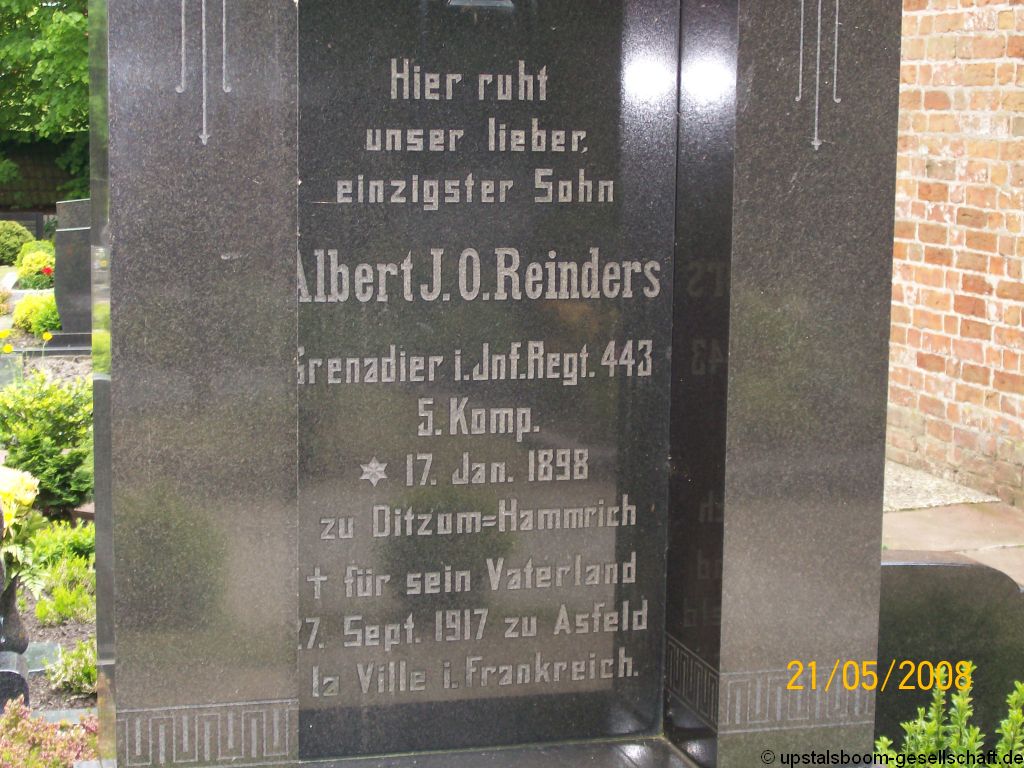 Hier ruht
unser lieber,
einzigster Sohn
Albert J. O. Reinders
Grenadier i. Jnf. Regt. 443
5. Komp.
17. Jan. 1898
zu Ditzum=Hammrich
† für sein Vaterland
27. Sept. 1917 zu Asfeld
la Ville i. Frankreich.
21/05/2008
© upstalsboom-gesellschaft.de